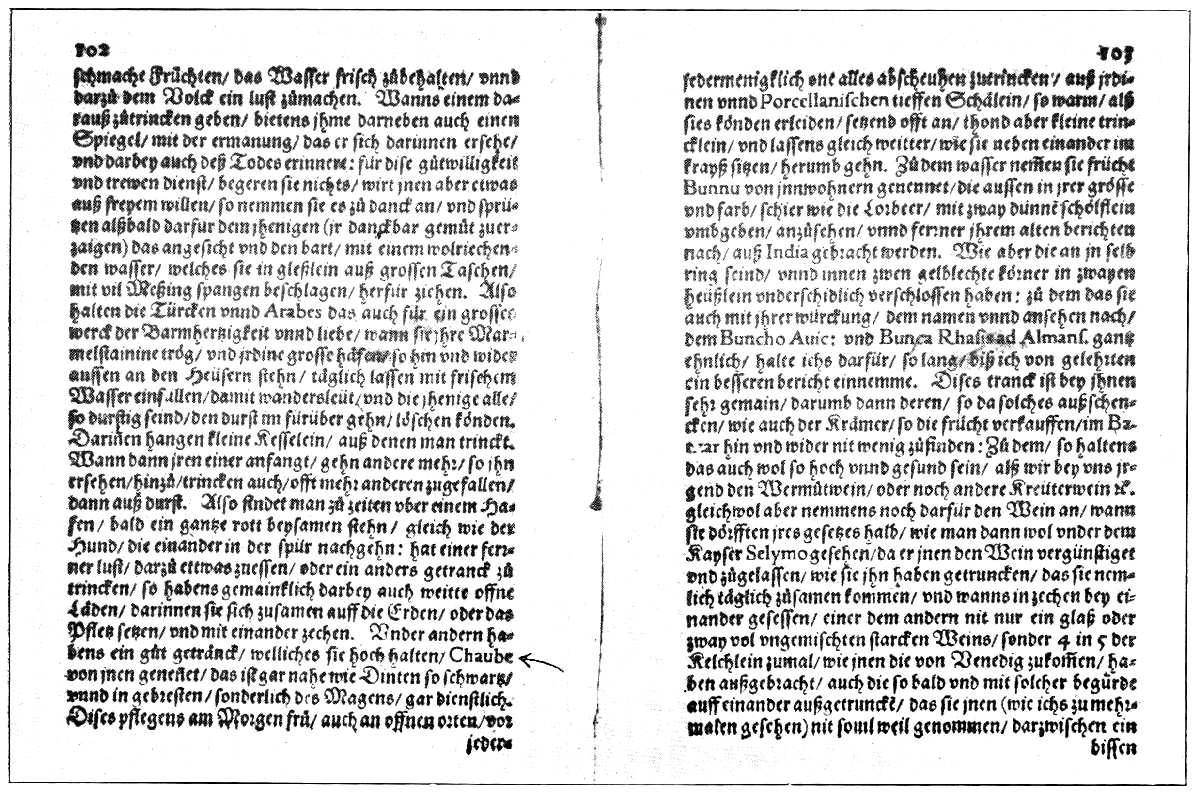 102
schmacht Früchten/ das Wasser frisch zůbehalten/ vnnd
darzů dem Volck ein lust zůmachen. Wanns einem da-
rauß zůtrincken geben/ bietens jhme darneben auch einen
Spiegel/ mit der ermanung/ das er sich darinnen ersehe/
vnd darbey auch deß Todes erinnere: für dise gůtwilligkeit
vnd trewen dienst/ begeren sie nichts/ wirt jnen aber etwas
auß freyem willen/ so nemmen sie es zů danck an/ vnd sprü-
tzen alßbald darfur dem jhenigen (jr danckbar gemüt zuer-
zaigen) das angesicht vnd den bart/ mit einem wolriechen-
den wasser/ welches sie in gleßlein auß grossen Taschen/
mit vil Meßing spangen beschlagen/ herfür ziehen. Also
halten die Türcken vnnd Arabes das auch für ein grosses
werck der Barmhertzigkeit vnnd liebe/ wann sie jhre Mar-
melstainine trög/ vnd jrdine grosse häfen/ so hin vnd wider
aussen an den Heüsern stehn/ täglich lassen mit frischem
Wasser einfallen/ damit wandersleüt/ vnd die jhenige alle/
so durstig seind/ den durst im fürüber gehn/ löschen könden.
Dariñen hangen kleine Kesselein/ auß denen man trinckt.
Wann dann jren einer anfangt/ gehn andere mehr/ so jhn
ersehen/ hinzů/ trincken auch/ offt mehr anderen zugefallen/
dann auß durst. Also findet man zů zeiten vber einem Ha-
fen/ bald ein gantze rott beysamen stehn/ gleich wie der
Hund/ die einander in der spür nachgehn: hat einer fer-
ner lust/ darzů ettwas zuessen/ oder ein anders getranck zů
trincken/ so habens gemainklich darbey auch weitte offne
Läden/ darinnen sie sich zusamen auff die Erden/ oder das
Pfletz setzen/ vnd mit einander zechen. Vnder andern ha-
bens ein gůt getränck/ welliches sie hoch halten/ Chaube
von jnen geneñet/ das ist gar nahe wie Dinten so schwartz/
vnnd in gebresten/ sonderlich des Magens/ gar dienstlich.
Dises pflegens am Morgen frů/ auch an offnen orten/ vor
jeder-
103
jedermenigklich one alles abscheuhen zutrincken/ auß jrdi-
nen vnnd Porcellanischen tieffen Schälein/ so warm/ alß
sies könden erleiden/ setzend offt an/ thond aber kleine trin-
cklein/ vnd lassens gleich weitter/ wie sie neben einander im
krayß sitzen/ herumb gehn. Zů dem wasser nem̃en sie frücht
Bunnu von jnnwohnern genennet/ die aussen in jrer grösse
vnd farb/ schier wie die Lorbeer/ mit zway dünnẽ schölflein
vmbgeben/ anzůsehen/ vnnd ferner jhrem alten berichten
nach/ auß India gebracht werden. Wie aber die an jn selb
ring seind/ vnnd innen zwen gelblechte körner in zwayen
heüßlein vnderschidlich verschlossen haben: zů dem das sie
auch mit jhrer würckung/ dem namen vnnd ansehen nach/
dem Buncho Auic: vnd Bunca Rhasis ad Almans. gantz
ehnlich/ halte ichs darfür/ so lang/ biß ich von gelehrten
ein besseren bericht einnemme. Dises tranck ist bey jhnen
sehr gemain/ darumb dann deren/ so da solches außschen-
cken/ wie auch der Krämer/ so die frücht verkauffen/ im Ba-
tzar hin vnd wider nit wenig zůfinden: Zů dem/ so haltens
das auch wol so hoch vnnd gesund sein/ alß wir bey vns jr-
gend den Wermůtwein/ oder noch andere Kreüterwein ꝛc.
gleichwol aber nemmens noch darfür den Wein an/ wann
sie dörfften jres gesetzes halb/ wie man dann wol vnder dem
Kayser Selymo gesehen/ da er jnen den Wein vergünstiget
vnd zůgelassen/ wie sie jhn haben getruncken/ das sie nem-
lich täglich zůsamen kommen/ vnd wanns in zechen bey ei-
nander gesessen/ einer dem andern nit nur ein glaß oder
zway vol vngemischten starcken Weins/ sonder 4 in 5 der
Kelchlein zumal/ wie jnen die von Venedig zukom̃en/ ha-
ben außgebracht/ auch die so bald vnd mit solcher begürde
auff einander außgetrunckẽ/ das sie jnen (wie ichs zu mehr-
malen gesehen) nit souil weil genommen/ darzwischen ein
bissen